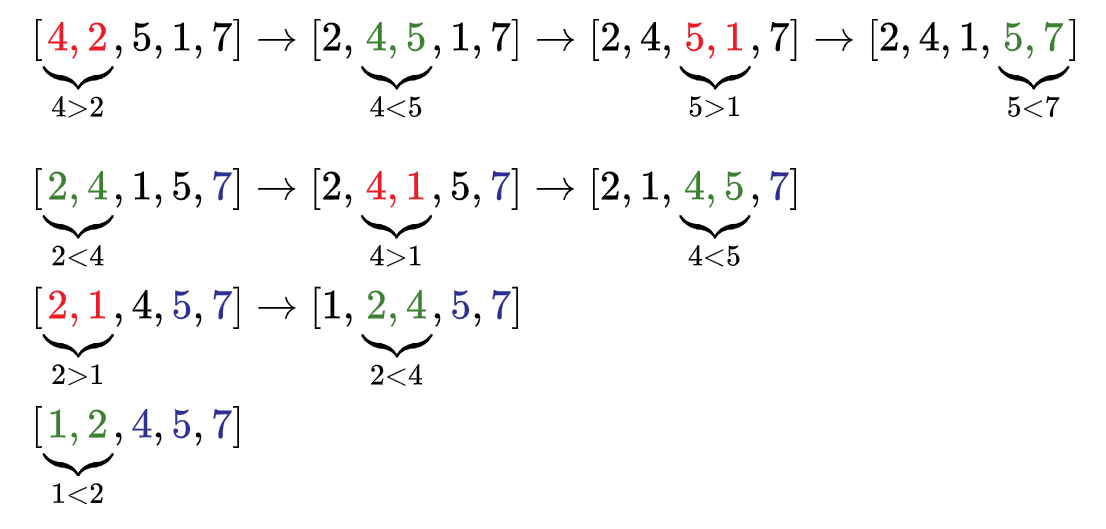 [4, 2, 5, 1, 7] → [2, 4, 5, 1, 7] → [2, 4, 5, 1, 7] → [2, 4, 1, 5, 7]
4>2 4<5 5>1 5<7
[2, 4, 1, 5, 7] → [2, 4, 1, 5, 7] → [2, 1, 4, 5, 7]
2<4 4>1 4<5
[2, 1, 4, 5, 7] → [1, 2, 4, 5, 7]
2>1 2<4
[1, 2, 4, 5, 7]
1<2